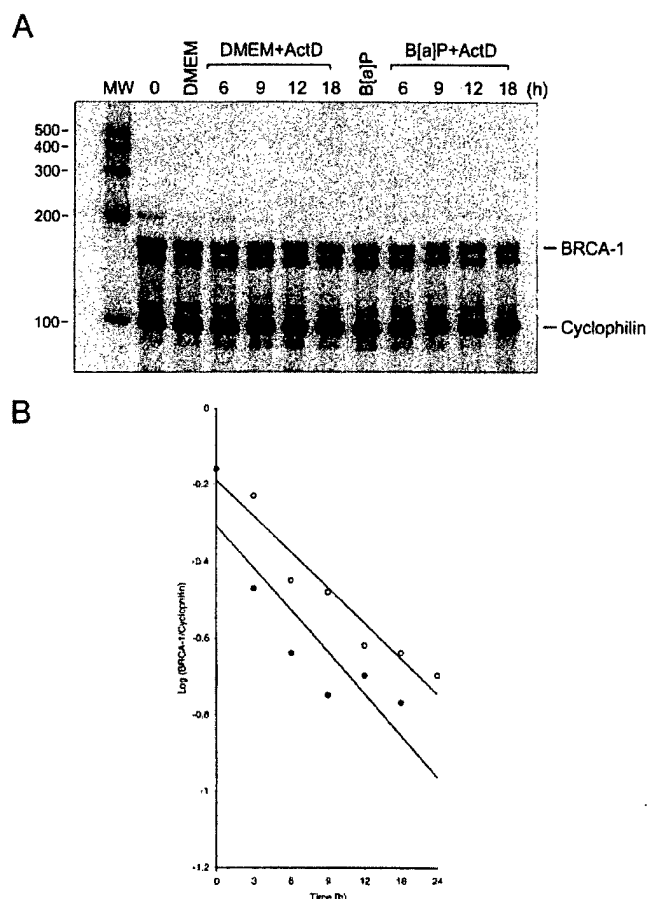 A
DMEM
DMEM+ActD
B[a]P
B[a]P+ActD
MW 0 6 9 12 18 6 9 12 18 (h)
500-
400-
300-
200-
100-
BRCA-1
Cyclophilin
B
Log (BRCA-1/Cyclophilin)
0
-0.2
-0.4
-0.6
-0.8
-1
-1.2
0 3 6 9 12 18 24
Time [h]